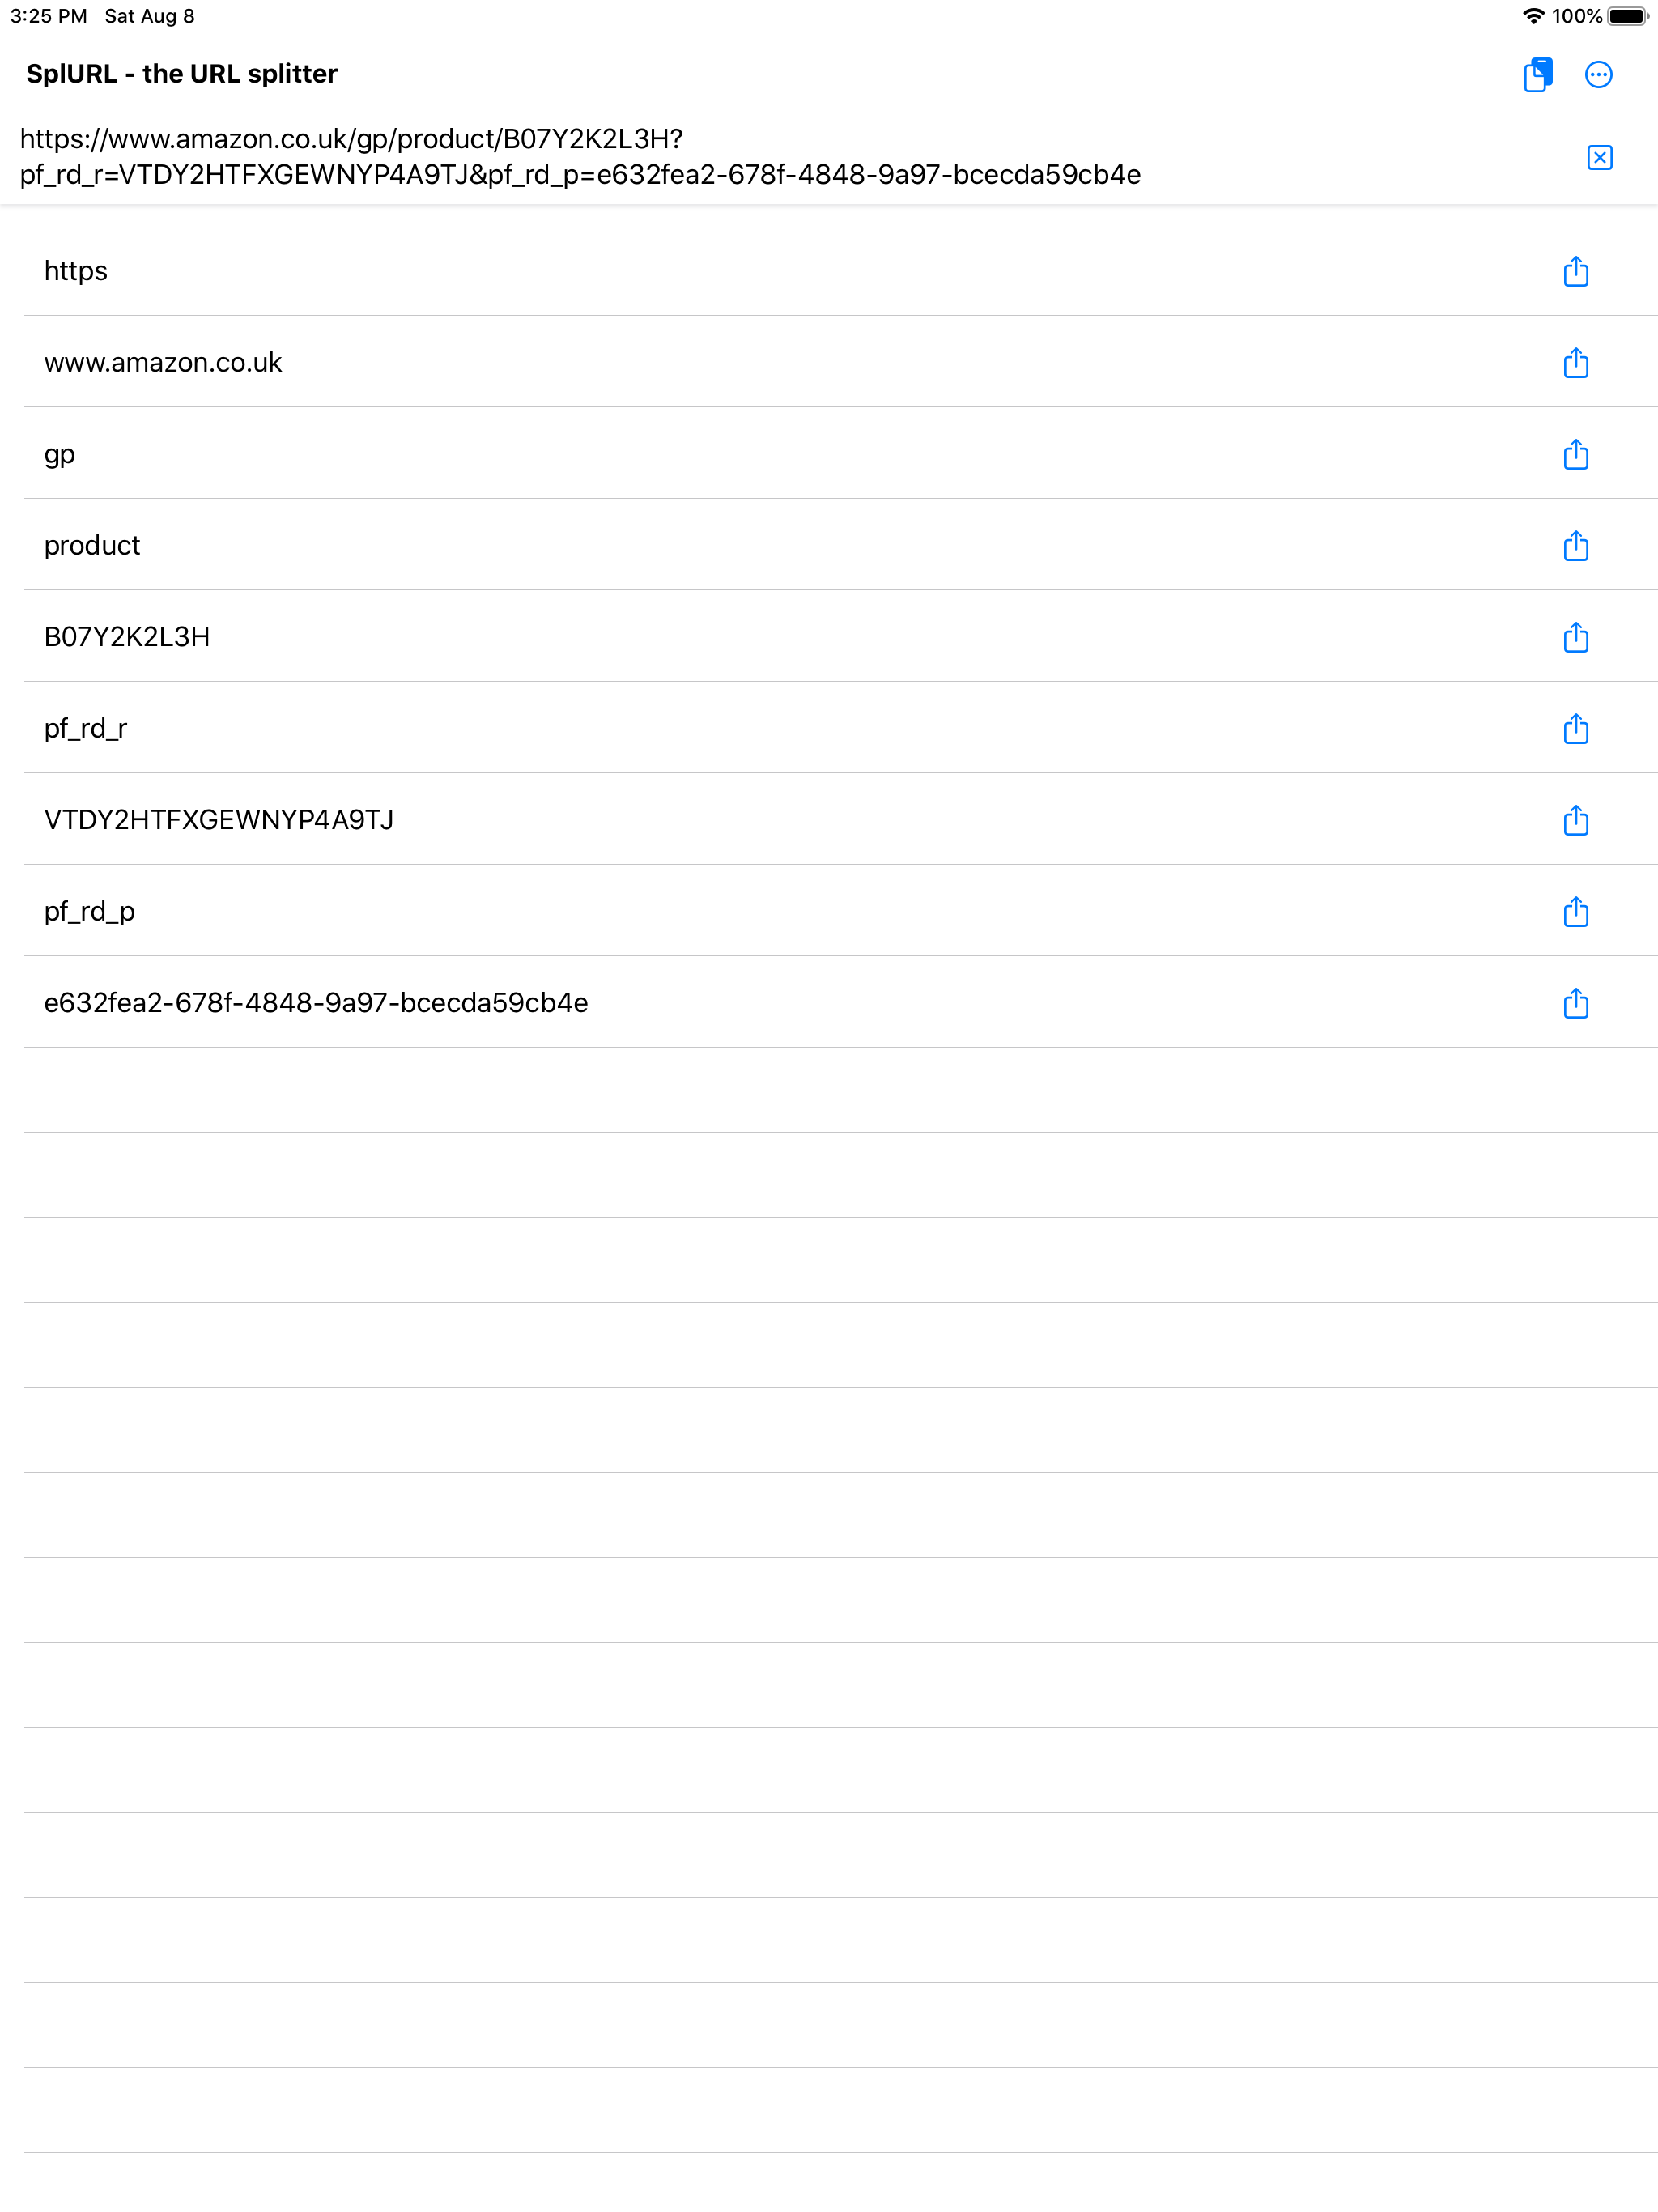 3:25 PM Sat Aug 8 100%
SplURL - the URL splitter
https://www.amazon.co.uk/gp/product/B07Y2K2L3H?
pf_rd_r=VTDY2HTFXGEWNYP4A9TJ&pf_rd_p=e632fea2-678f-4848-9a97-bcecda59cb4e
https
www.amazon.co.uk
gp
product
B07Y2K2L3H
pf_rd_r
VTDY2HTFXGEWNYP4A9TJ
pf_rd_p
e632fea2-678f-4848-9a97-bcecda59cb4e